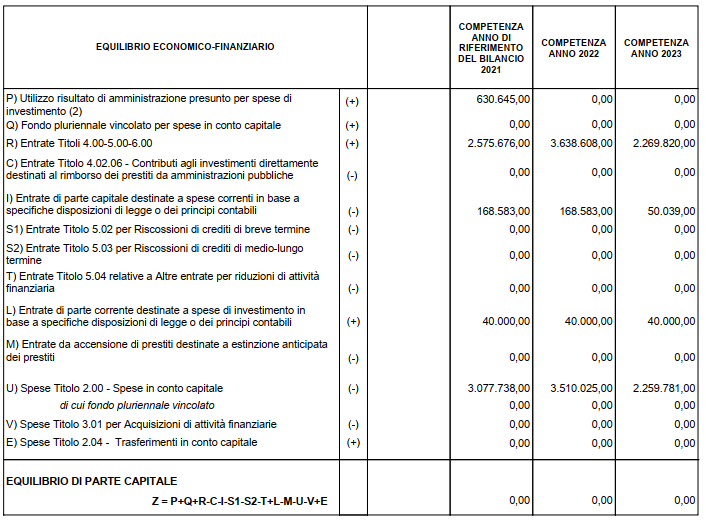 EQUILIBRIO ECONOMICO-FINANZIARIO
COMPETENZA
ANNO DI
RIFERIMENTO
DEL BILANCIO
2021
COMPETENZA
ANNO 2022
COMPETENZA
ANNO 2023
P) Utilizzo risultato di amministrazione presunto per spese di
investimento (2) (+) 630.645,00 0,00 0,00
Q) Fondo pluriennale vincolato per spese in conto capitale (+) 0,00 0,00 0,00
R) Entrate Titoli 4.00-5.00-6.00 (+) 2.575.676,00 3.638.608,00 2.269.820,00
C) Entrate Titolo 4.02.06 - Contributi agli investimenti direttamente
destinati al rimborso dei prestiti da amministrazioni pubbliche (-) 0,00 0,00 0,00
I) Entrate di parte capitale destinate a spese correnti in base a
specifiche disposizioni di legge o dei principi contabili (-) 168.583,00 168.583,00 50.039,00
S1) Entrate Titolo 5.02 per Riscossioni di crediti di breve termine (-) 0,00 0,00 0,00
S2) Entrate Titolo 5.03 per Riscossioni di crediti di medio-lungo
termine (-) 0,00 0,00 0,00
T) Entrate Titolo 5.04 relative a Altre entrate per riduzioni di attività
finanziaria (-) 0,00 0,00 0,00
L) Entrate di parte corrente destinate a spese di investimento in
base a specifiche disposizioni di legge o dei principi contabili (+) 40.000,00 40.000,00 40.000,00
M) Entrate da accensione di prestiti destinate a estinzione anticipata
dei prestiti (-) 0,00 0,00 0,00
U) Spese Titolo 2.00 - Spese in conto capitale (-) 3.077.738,00 3.510.025,00 2.259.781,00
di cui fondo pluriennale vincolato 0,00 0,00 0,00
V) Spese Titolo 3.01 per Acquisizioni di attività finanziarie (-) 0,00 0,00 0,00
E) Spese Titolo 2.04 - Trasferimenti in conto capitale (+) 0,00 0,00 0,00
EQUILIBRIO DI PARTE CAPITALE
Z = P+Q+R-C-I-S1-S2-T+L-M-U-V+E 0,00 0,00 0,00